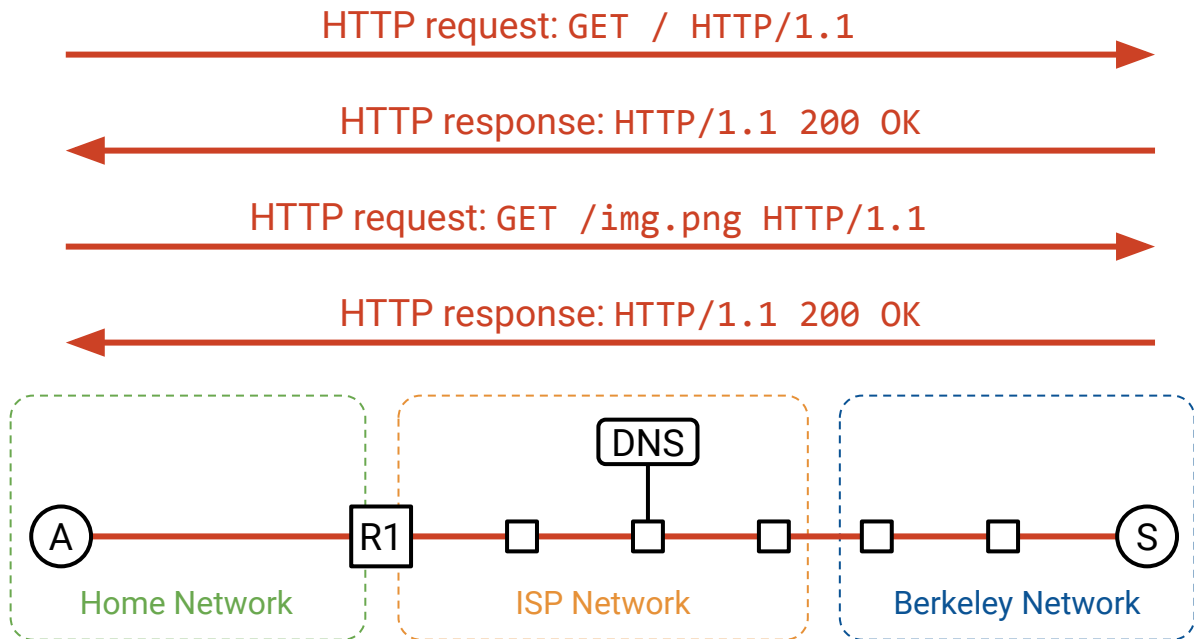 HTTP request: GET / HTTP/1.1
HTTP response: HTTP/1.1 200 OK
HTTP request: GET /img.png HTTP/1.1
HTTP response: HTTP/1.1 200 OK
DNS
A
R1
S
Home Network
ISP Network
Berkeley Network